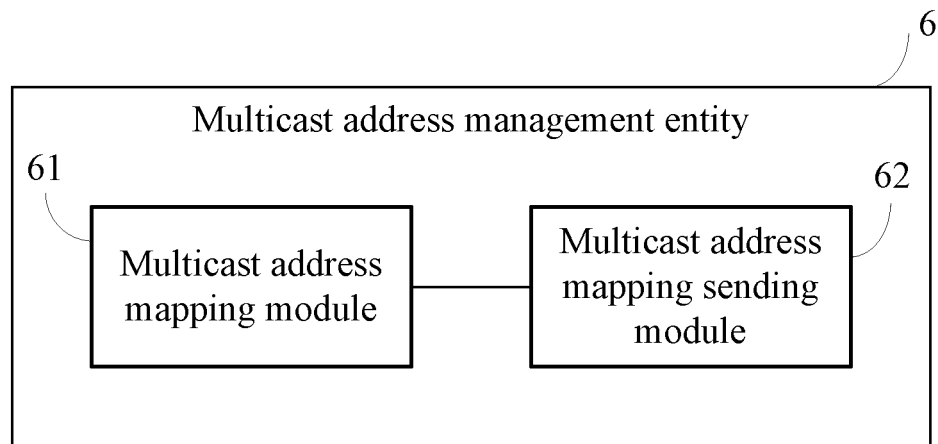 6
Multicast address management entity
61
62
Multicast address
mapping module
Multicast address
mapping sending
module